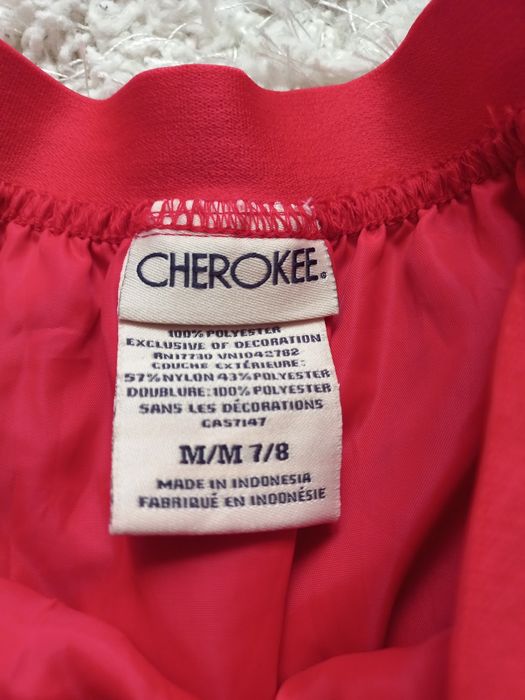 CHEROKEE®
100% POLYESTER
EXCLUSIVE OF DECORATION
RN17730 VN1042782
COUCHE EXTÉRIEURE:
57%NYLON 43%POLYESTER
DOUBLURE:100% POLYESTER
SANS LES DÉCORATIONS
CA57147
M/M 7/8
MADE IN INDONESIA
FABRIQUÉ EN INDONÉSIE